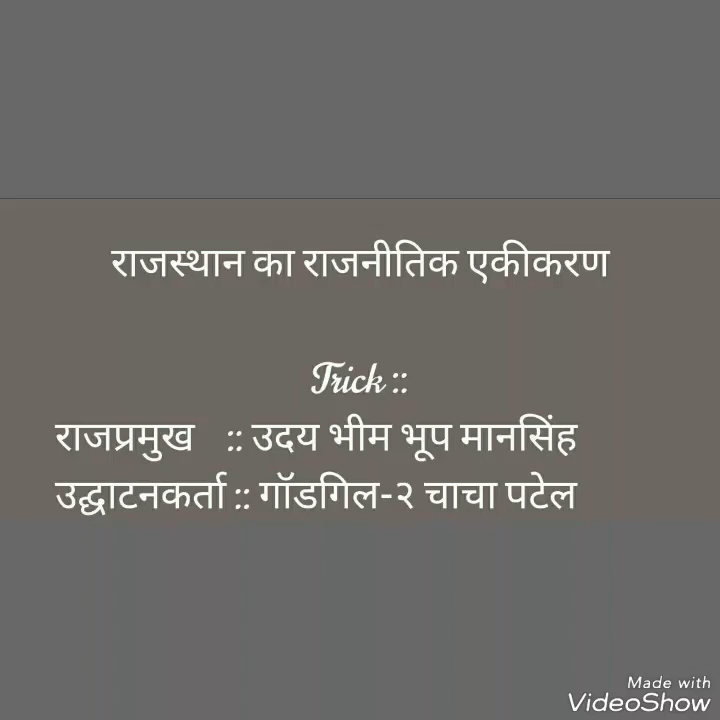 राजस्थान का राजनीतिक एकीकरण
Trick ::
राजप्रमुख :: उदय भीम भूप मानसिंह
उद्घाटनकर्ता :: गॉडगिल-२ चाचा पटेल
Made with
VideoShow